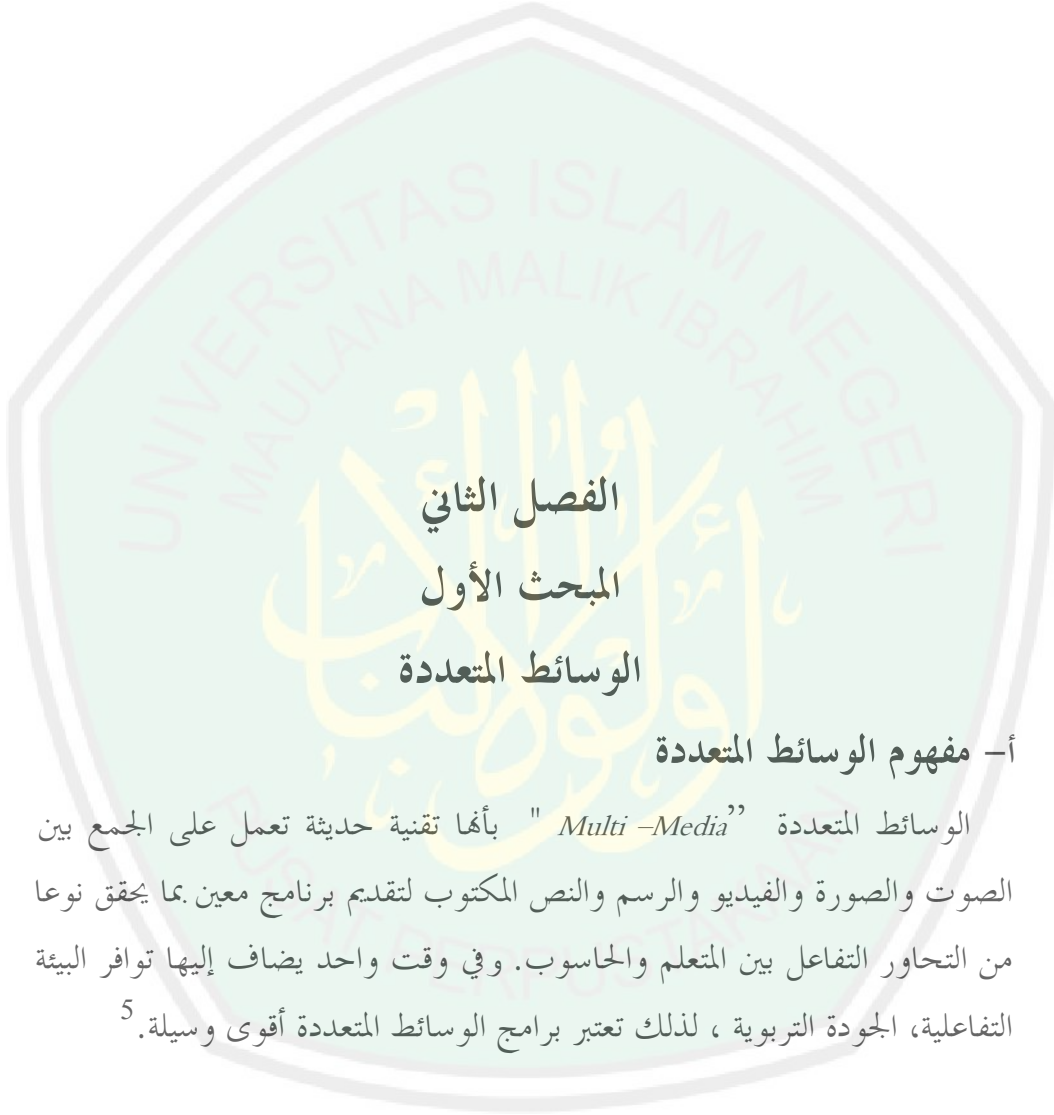 UNIVERSITAS ISLAM NEGERI
MAULANA MALIK IBRAHIM
الفصل الثاني
المبحث الأول
الوسائط المتعددة
أ– مفهوم الوسائط المتعددة
الوسائط المتعددة ’’Multi –Media " بأنها تقنية حديثة تعمل على الجمع بين
الصوت والصورة والفيديو والرسم والنص المكتوب لتقديم برنامج معين بما يحقق نوعا
من التحاور التفاعل بين المتعلم والحاسوب. وفي وقت واحد يضاف إليها توافر البيئة
التفاعلية، الجودة التربوية ، لذلك تعتبر برامج الوسائط المتعددة أقوى وسيلة.5
PUSAT PERPUSTAKAAN